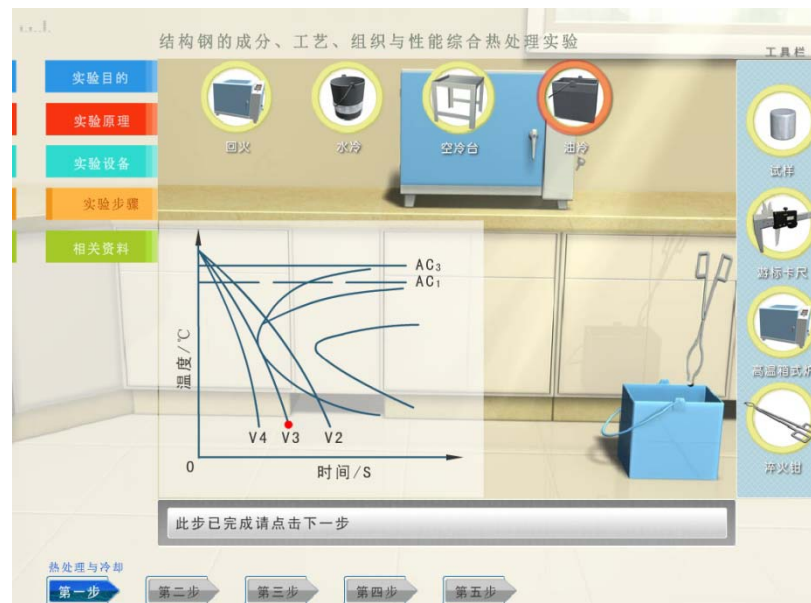 结构钢的成分、工艺、组织与性能综合热处理实验
工具栏
实验目的
实验原理
实验设备
实验步骤
相关资料
回火
水冷
空冷台
油冷
试样
游标卡尺
高温箱式炉
淬火钳
AC₃
AC₁
温度/℃
V4 V3 V2
0
时间/S
此步已完成请点击下一步
热处理与冷却
第一步 第二步 第三步 第四步 第五步